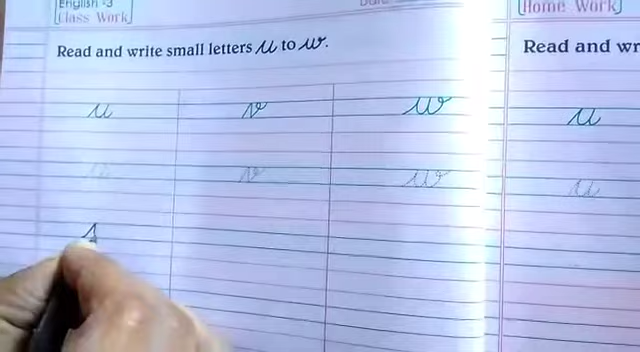 English -3
Class Work
Home Work
Read and write small letters u to w.
Read and wr
u v w u
u v w u